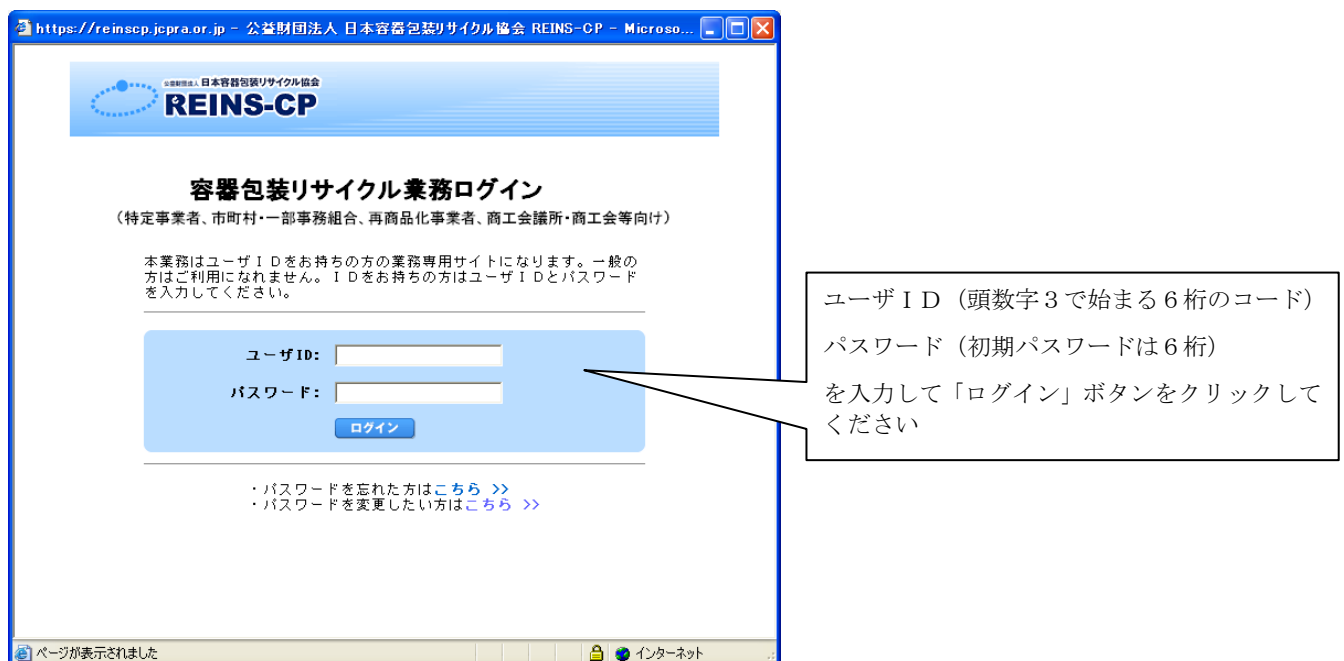 https://reinscp.jcpra.or.jp - 公益財団法人 日本容器包装リサイクル協会 REINS-CP - Microso...
公益財団法人 日本容器包装リサイクル協会
REINS-CP
容器包装リサイクル業務ログイン
（特定事業者、市町村・一部事務組合、再商品化事業者、商工会議所・商工会等向け）
本業務はユーザＩＤをお持ちの方の業務専用サイトになります。一般の
方はご利用になれません。ＩＤをお持ちの方はユーザＩＤとパスワード
を入力してください。
ユーザID:
パスワード:
ログイン
・パスワードを忘れた方はこちら >>
・パスワードを変更したい方はこちら >>
ページが表示されました
インターネット
ユーザＩＤ（頭数字３で始まる６桁のコード）
パスワード（初期パスワードは６桁）
を入力して「ログイン」ボタンをクリックして
ください